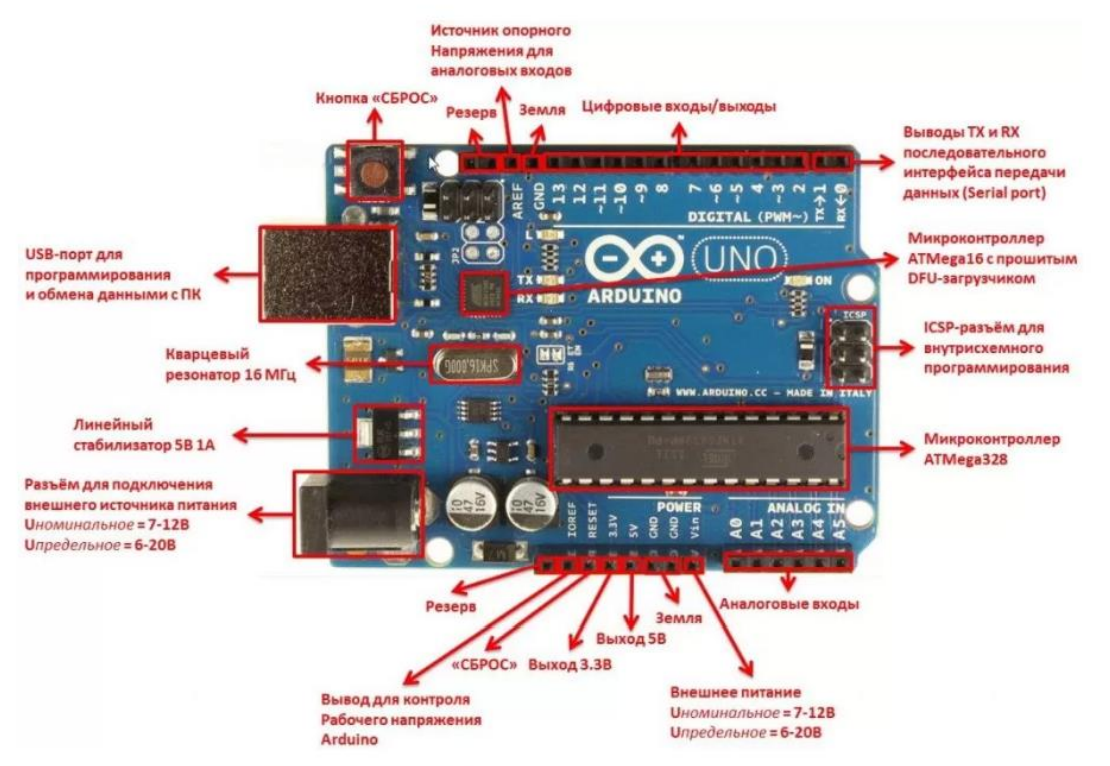 Источник опорного
Напряжения для
аналоговых входов
Кнопка «СБРОС»
Резерв
Земля
Цифровые входы/выходы
Выводы TX и RX
последовательного
интерфейса передачи
данных (Serial port)
AREF
GND
13
12
~11
~10
~9
8
7
~6
~5
4
~3
2
TX→1
RX←0
DIGITAL (PWM~)
JP2
L
TX
RX
UNO
ARDUINO
ON
ICSP
USB-порт для
программирования
и обмена данными с ПК
Микроконтроллер
ATMega16 с прошитым
DFU-загрузчиком
ICSP-разъём для
внутрисхемного
программирования
Кварцевый
резонатор 16 МГц
SPK16.000G
WWW.ARDUINO.CC - MADE IN ITALY
Линейный
стабилизатор 5В 1А
Микроконтроллер
ATMega328
Разъём для подключения
внешнего источника питания
Uноминальное = 7-12В
Uпредельное = 6-20В
47
16V
47
16V
POWER
ANALOG IN
IOREF
RESET
3.3V
5V
GND
GND
Vin
A0
A1
A2
A3
A4
A5
Резерв
Земля
Аналоговые входы
Выход 5В
«СБРОС»
Выход 3.3В
Вывод для контроля
Рабочего напряжения
Arduino
Внешнее питание
Uноминальное = 7-12В
Uпредельное = 6-20В